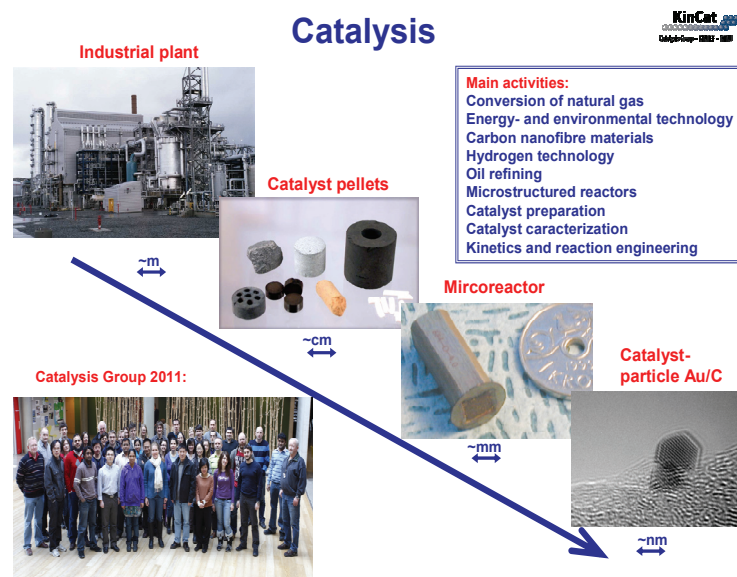 Catalysis
KinCat
Industrial plant
Main activities:
Conversion of natural gas
Energy- and environmental technology
Carbon nanofibre materials
Hydrogen technology
Oil refining
Microstructured reactors
Catalyst preparation
Catalyst caracterization
Kinetics and reaction engineering
Catalyst pellets
~m
Mircoreactor
~cm
Catalyst-
particle Au/C
Catalysis Group 2011:
~mm
~nm